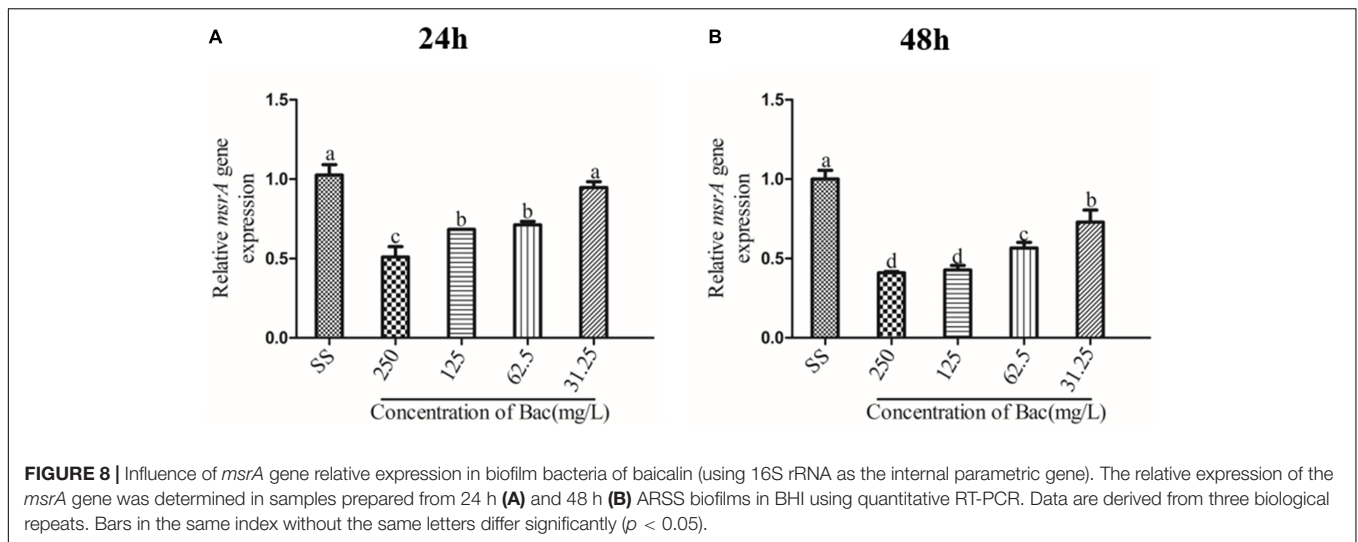 A
24h
Relative msrA gene
expression
1.5
1.0
0.5
0.0
a
c
b
b
a
SS
250
125
62.5
31.25
Concentration of Bac(mg/L)
B
48h
Relative msrA gene
expression
1.5
1.0
0.5
0.0
a
d
d
c
b
SS
250
125
62.5
31.25
Concentration of Bac(mg/L)
FIGURE 8 | Influence of msrA gene relative expression in biofilm bacteria of baicalin (using 16S rRNA as the internal parametric gene). The relative expression of the
msrA gene was determined in samples prepared from 24 h (A) and 48 h (B) ARSS biofilms in BHI using quantitative RT-PCR. Data are derived from three biological
repeats. Bars in the same index without the same letters differ significantly (p < 0.05).